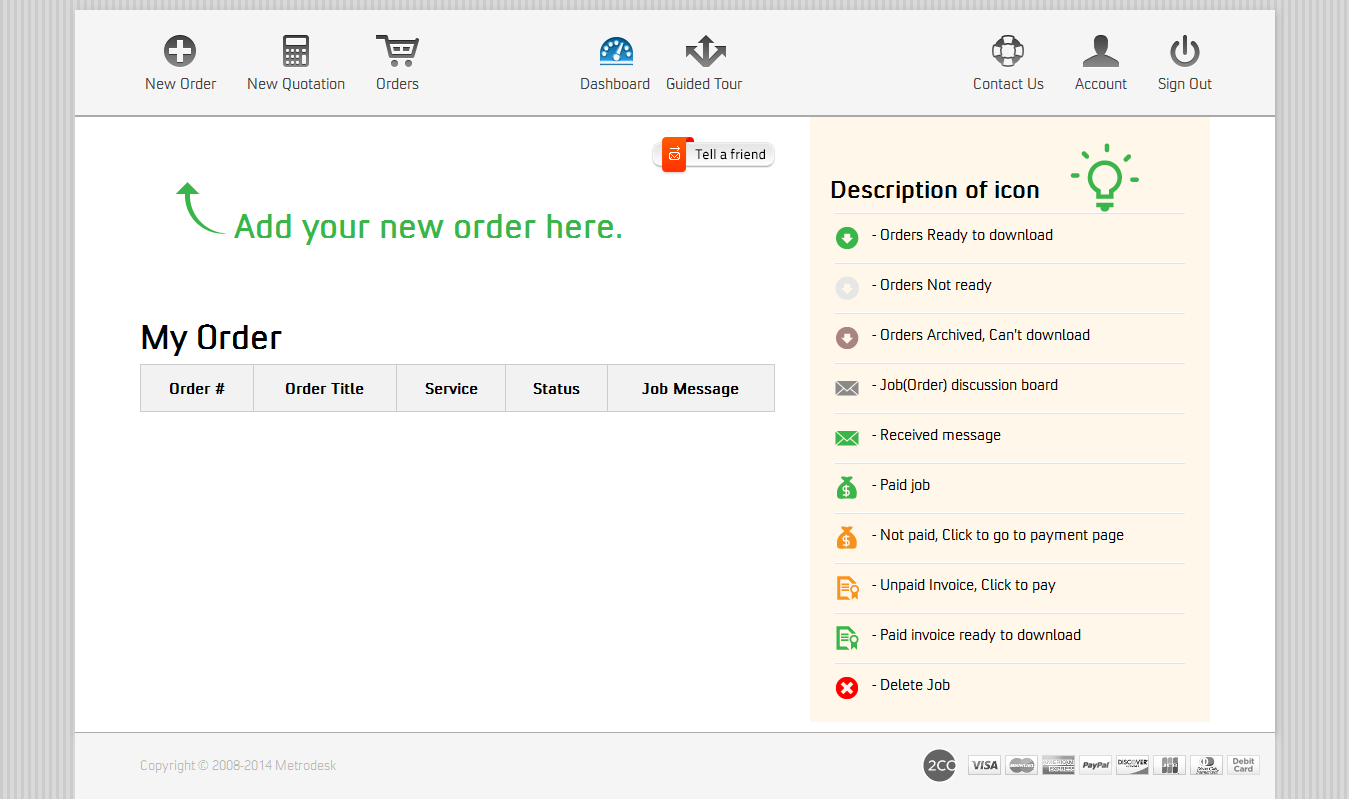 New Order
New Quotation
Orders
Dashboard
Guided Tour
Contact Us
Account
Sign Out
Tell a friend
Add your new order here.
My Order
Order #
Order Title
Service
Status
Job Message
Description of icon
- Orders Ready to download
- Orders Not ready
- Orders Archived, Can't download
- Job(Order) discussion board
- Received message
- Paid job
- Not paid, Click to go to payment page
- Unpaid Invoice, Click to pay
- Paid invoice ready to download
- Delete Job
Copyright © 2008-2014 Metrodesk
2CO
VISA
MasterCard
AMERICAN EXPRESS
PayPal
DISCOVER
JCB
Debit
Card